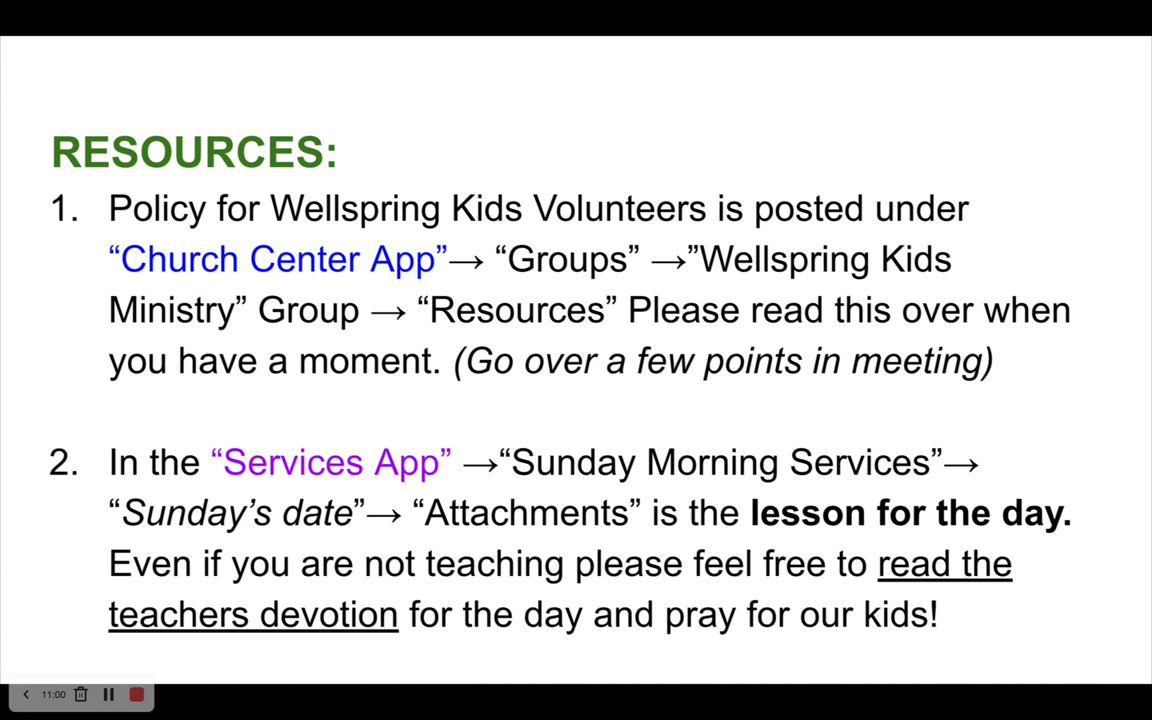 RESOURCES:
1. Policy for Wellspring Kids Volunteers is posted under
“Church Center App”→ “Groups” →”Wellspring Kids
Ministry” Group → “Resources” Please read this over when
you have a moment. (Go over a few points in meeting)
2. In the “Services App” →“Sunday Morning Services”→
“Sunday’s date”→ “Attachments” is the lesson for the day.
Even if you are not teaching please feel free to read the
teachers devotion for the day and pray for our kids!
11:00